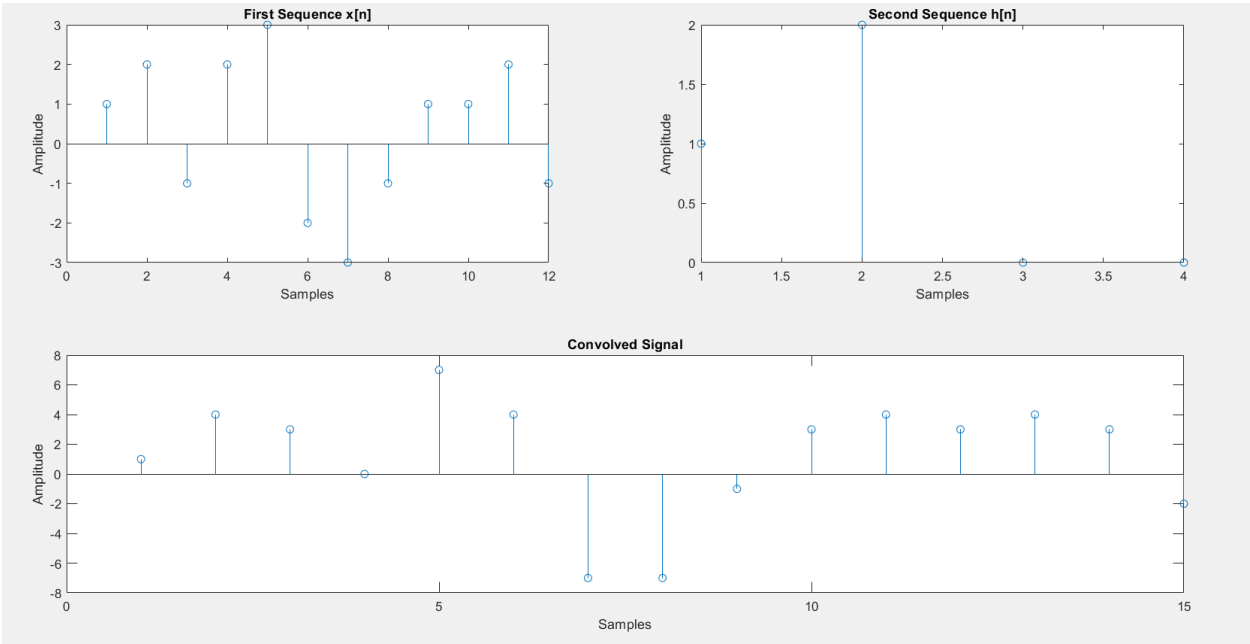 First Sequence x[n]
3
2
1
0
-1
-2
-3
Amplitude
0 2 4 6 8 10 12
Samples
Second Sequence h[n]
2
1.5
1
0.5
0
Amplitude
1 1.5 2 2.5 3 3.5 4
Samples
Convolved Signal
8
6
4
2
0
-2
-4
-6
-8
Amplitude
0 5 10 15
Samples